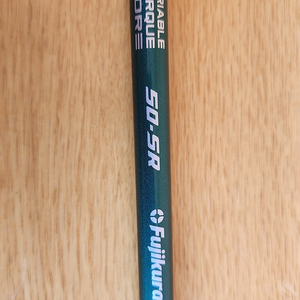 RIABLE
RQUE
ORE
50-SR
Fujikura